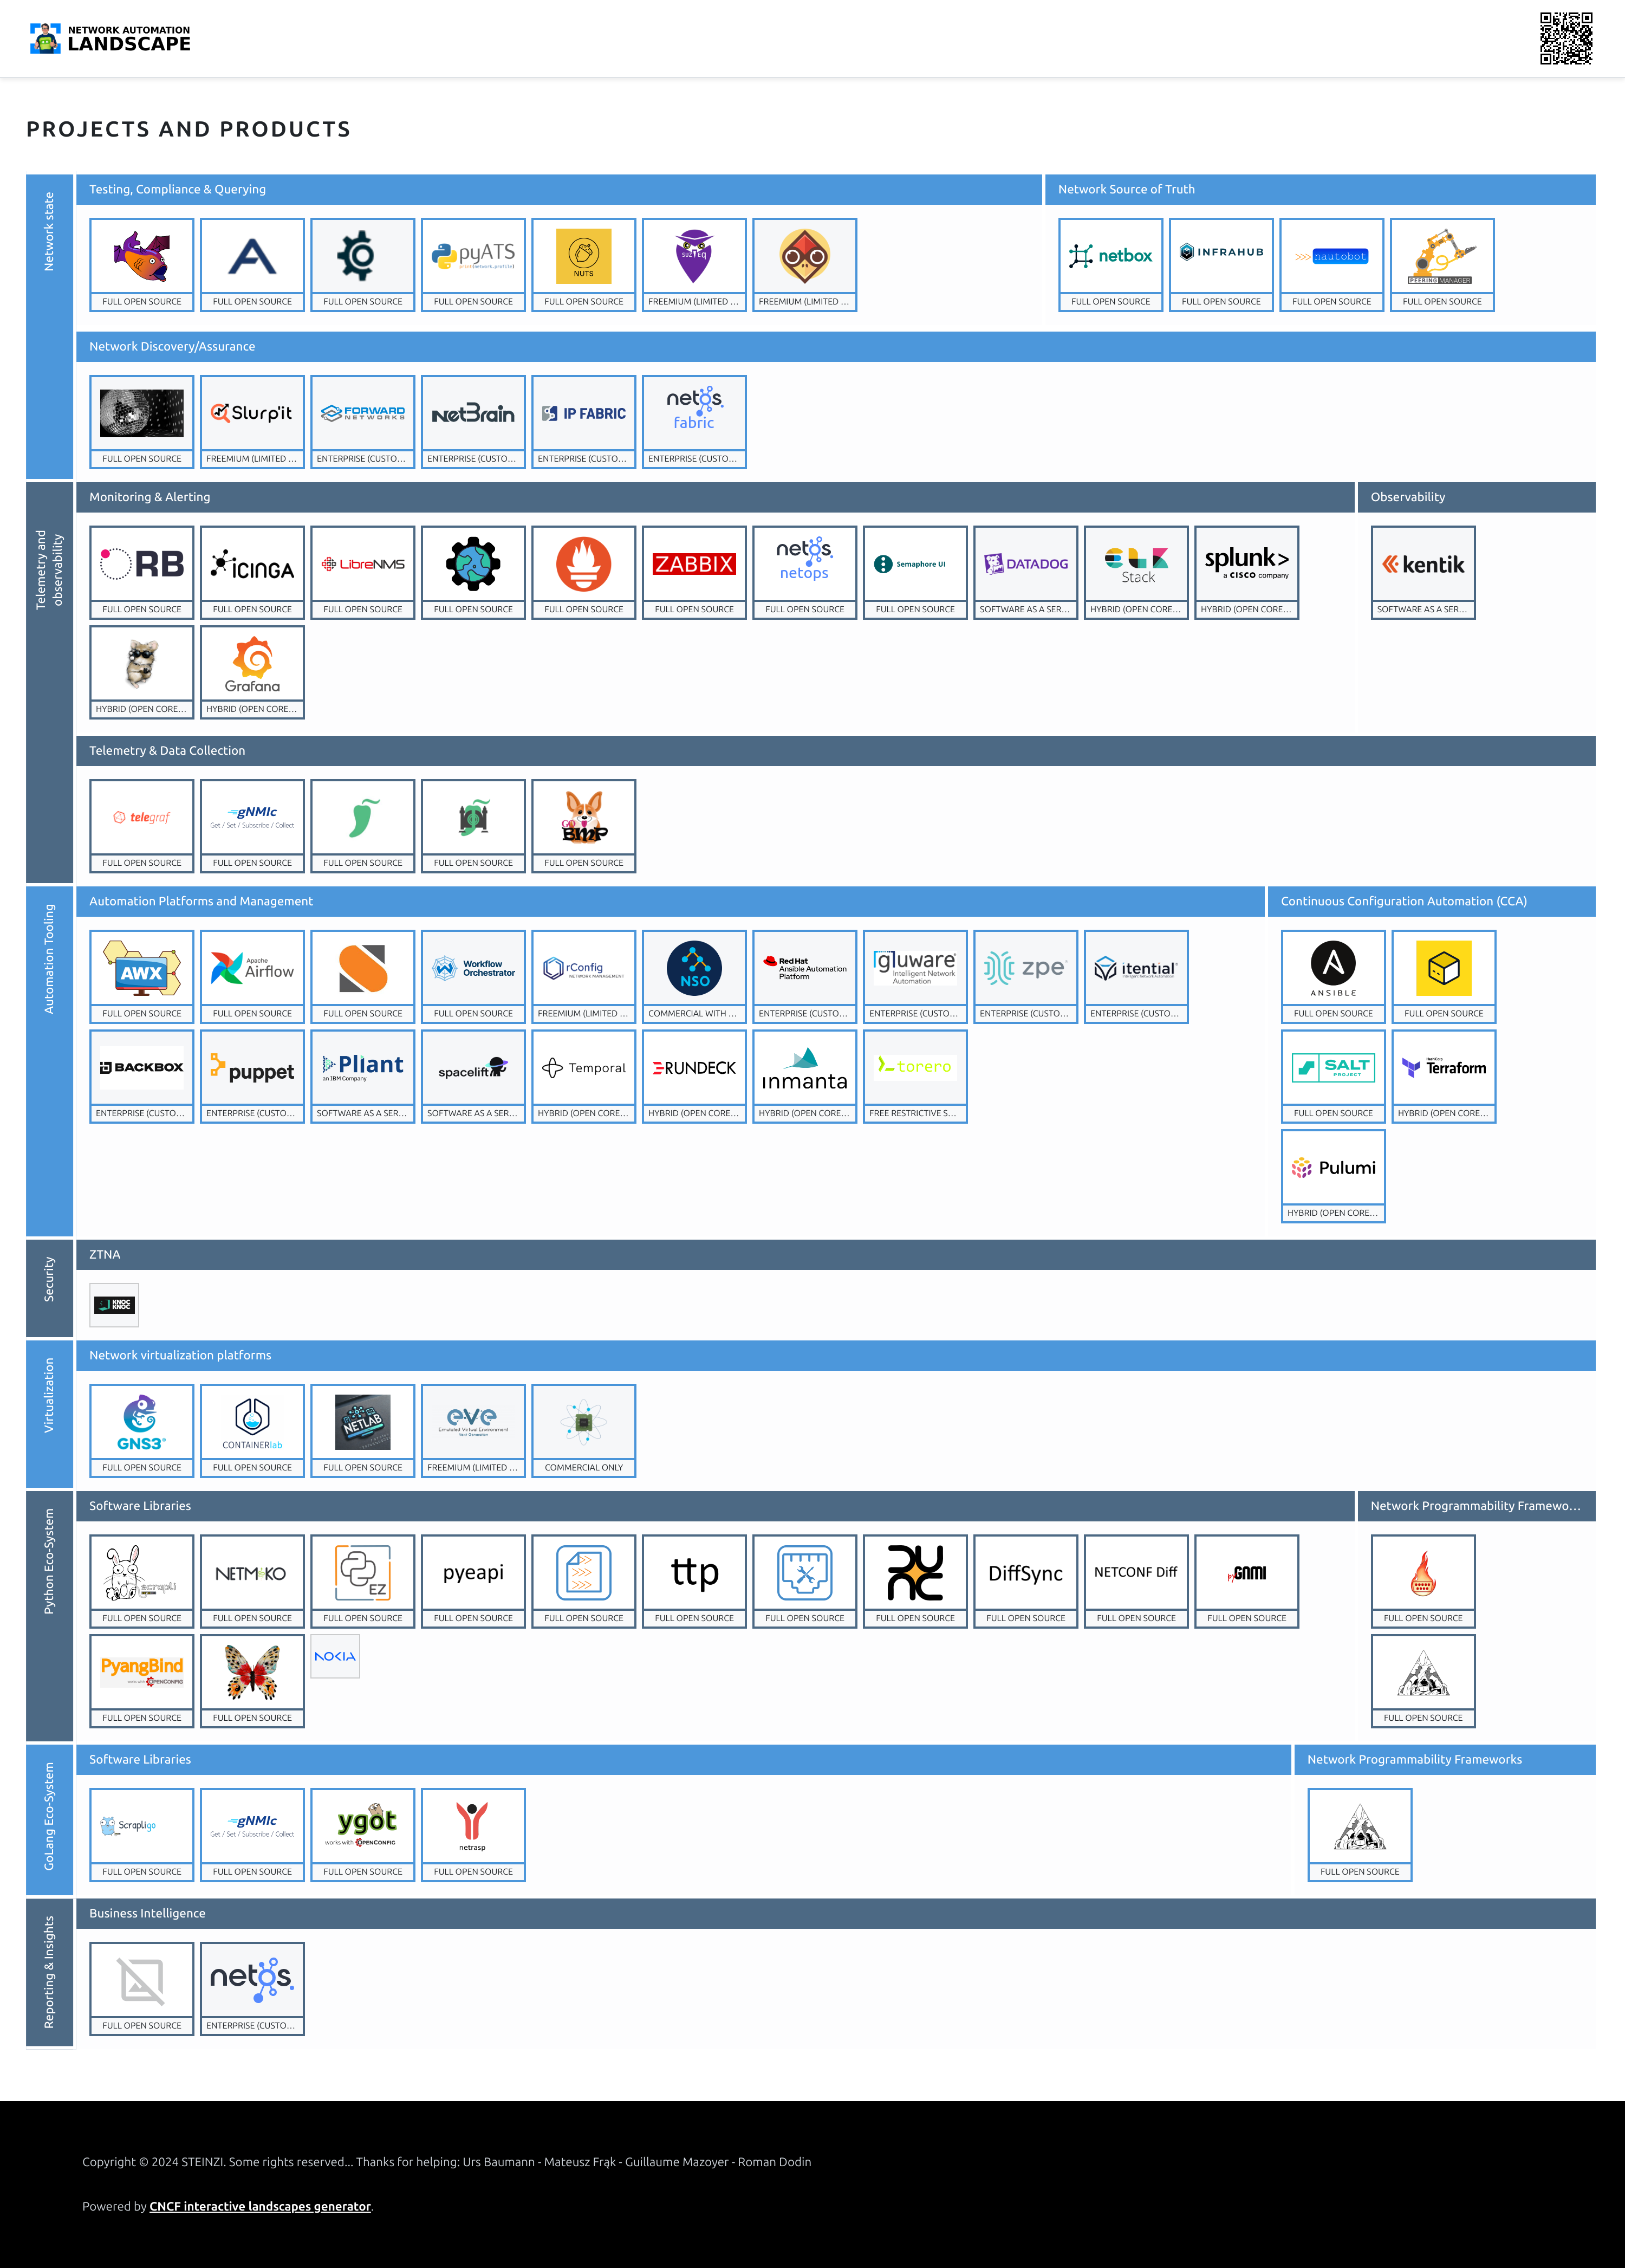 NETWORK AUTOMATION
LANDSCAPE
PROJECTS AND PRODUCTS
Network state
Testing, Compliance & Querying
Network Source of Truth
pyATS
NUTS
SUZIEQ
netbox
INFRAHUB
>>> nautobot
PEERING MANAGER
FULL OPEN SOURCE
FULL OPEN SOURCE
FULL OPEN SOURCE
FULL OPEN SOURCE
FULL OPEN SOURCE
FREEMIUM (LIMITED ...
FREEMIUM (LIMITED ...
FULL OPEN SOURCE
FULL OPEN SOURCE
FULL OPEN SOURCE
FULL OPEN SOURCE
Network Discovery/Assurance
Slurp'it
FORWARD
NETWORKS
netBrain
IP FABRIC
netos
fabric
FULL OPEN SOURCE
FREEMIUM (LIMITED ...
ENTERPRISE (CUSTO...
ENTERPRISE (CUSTO...
ENTERPRISE (CUSTO...
ENTERPRISE (CUSTO...
Telemetry and
observability
Monitoring & Alerting
Observability
ORB
ICINGA
LibreNMS
ZABBIX
netos
netops
Semaphore UI
DATADOG
Stack
splunk>
a CISCO company
kentik
FULL OPEN SOURCE
FULL OPEN SOURCE
FULL OPEN SOURCE
FULL OPEN SOURCE
FULL OPEN SOURCE
FULL OPEN SOURCE
FULL OPEN SOURCE
FULL OPEN SOURCE
SOFTWARE AS A SER...
HYBRID (OPEN CORE...
HYBRID (OPEN CORE...
SOFTWARE AS A SER...
Grafana
HYBRID (OPEN CORE...
HYBRID (OPEN CORE...
Telemetry & Data Collection
telegraf
gNMIc
Get / Set / Subscribe / Collect
GO
BMP
FULL OPEN SOURCE
FULL OPEN SOURCE
FULL OPEN SOURCE
FULL OPEN SOURCE
FULL OPEN SOURCE
Automation Tooling
Automation Platforms and Management
Continuous Configuration Automation (CCA)
AWX
APACHE
Airflow
Workflow
Orchestrator
rConfig
NETWORK MANAGEMENT
NSO
Red Hat
Ansible Automation
Platform
gluware
Intelligent Network
Automation
zpe
itential
ANSIBLE
FULL OPEN SOURCE
FULL OPEN SOURCE
FULL OPEN SOURCE
FULL OPEN SOURCE
FREEMIUM (LIMITED ...
COMMERCIAL WITH ...
ENTERPRISE (CUSTO...
ENTERPRISE (CUSTO...
ENTERPRISE (CUSTO...
ENTERPRISE (CUSTO...
FULL OPEN SOURCE
FULL OPEN SOURCE
BACKBOX
puppet
Pliant
an IBM Company
spacelift
Temporal
RUNDECK
inmanta
torero
SALT
PROJECT
HashiCorp
Terraform
ENTERPRISE (CUSTO...
ENTERPRISE (CUSTO...
SOFTWARE AS A SER...
SOFTWARE AS A SER...
HYBRID (OPEN CORE...
HYBRID (OPEN CORE...
HYBRID (OPEN CORE...
FREE RESTRICTIVE S...
FULL OPEN SOURCE
HYBRID (OPEN CORE...
Pulumi
HYBRID (OPEN CORE...
Security
ZTNA
KNOC
KNOC
Virtualization
Network virtualization platforms
GNS3
CONTAINERlab
NETLAB
eve
Emulated Virtual Environment
Next Generation
FULL OPEN SOURCE
FULL OPEN SOURCE
FULL OPEN SOURCE
FREEMIUM (LIMITED ...
COMMERCIAL ONLY
Python Eco-System
Software Libraries
Network Programmability Framewo...
scrapli
NETMIKO
EZ
pyeapi
ttp
DiffSync
NETCONF Diff
pyGNMI
FULL OPEN SOURCE
FULL OPEN SOURCE
FULL OPEN SOURCE
FULL OPEN SOURCE
FULL OPEN SOURCE
FULL OPEN SOURCE
FULL OPEN SOURCE
FULL OPEN SOURCE
FULL OPEN SOURCE
FULL OPEN SOURCE
FULL OPEN SOURCE
FULL OPEN SOURCE
PyangBind
works with OPENCONFIG
NOKIA
FULL OPEN SOURCE
FULL OPEN SOURCE
FULL OPEN SOURCE
GoLang Eco-System
Software Libraries
Network Programmability Frameworks
Scrapligo
gNMIc
Get / Set / Subscribe / Collect
ygot
works with OPENCONFIG
netrasp
FULL OPEN SOURCE
FULL OPEN SOURCE
FULL OPEN SOURCE
FULL OPEN SOURCE
FULL OPEN SOURCE
Reporting & Insights
Business Intelligence
netos
FULL OPEN SOURCE
ENTERPRISE (CUSTO...
Copyright © 2024 STEINZI. Some rights reserved... Thanks for helping: Urs Baumann - Mateusz Frąk - Guillaume Mazoyer - Roman Dodin
Powered by CNCF interactive landscapes generator.